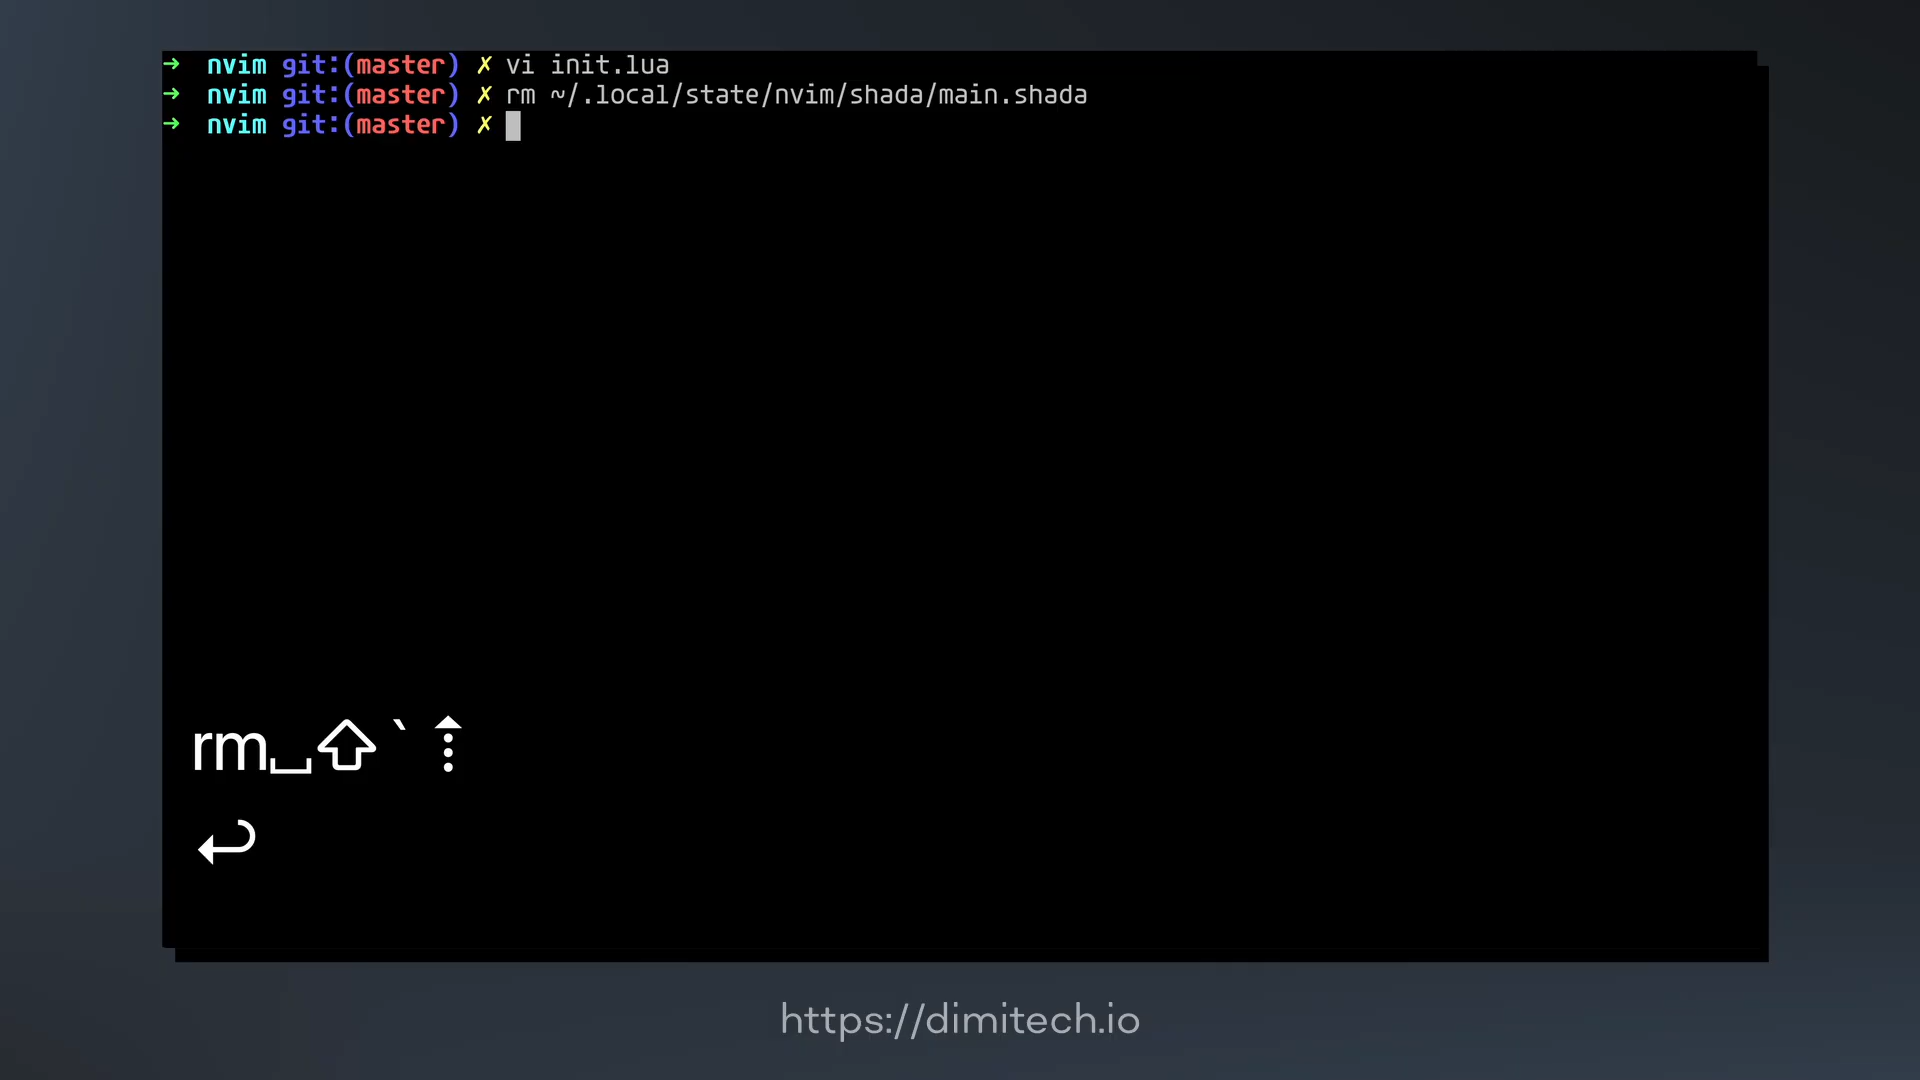 ➜ nvim git:(master) ✗ vi init.lua
➜ nvim git:(master) ✗ rm ~/.local/state/nvim/shada/main.shada
➜ nvim git:(master) ✗
rm␣⇧`⇡
↩
https://dimitech.io